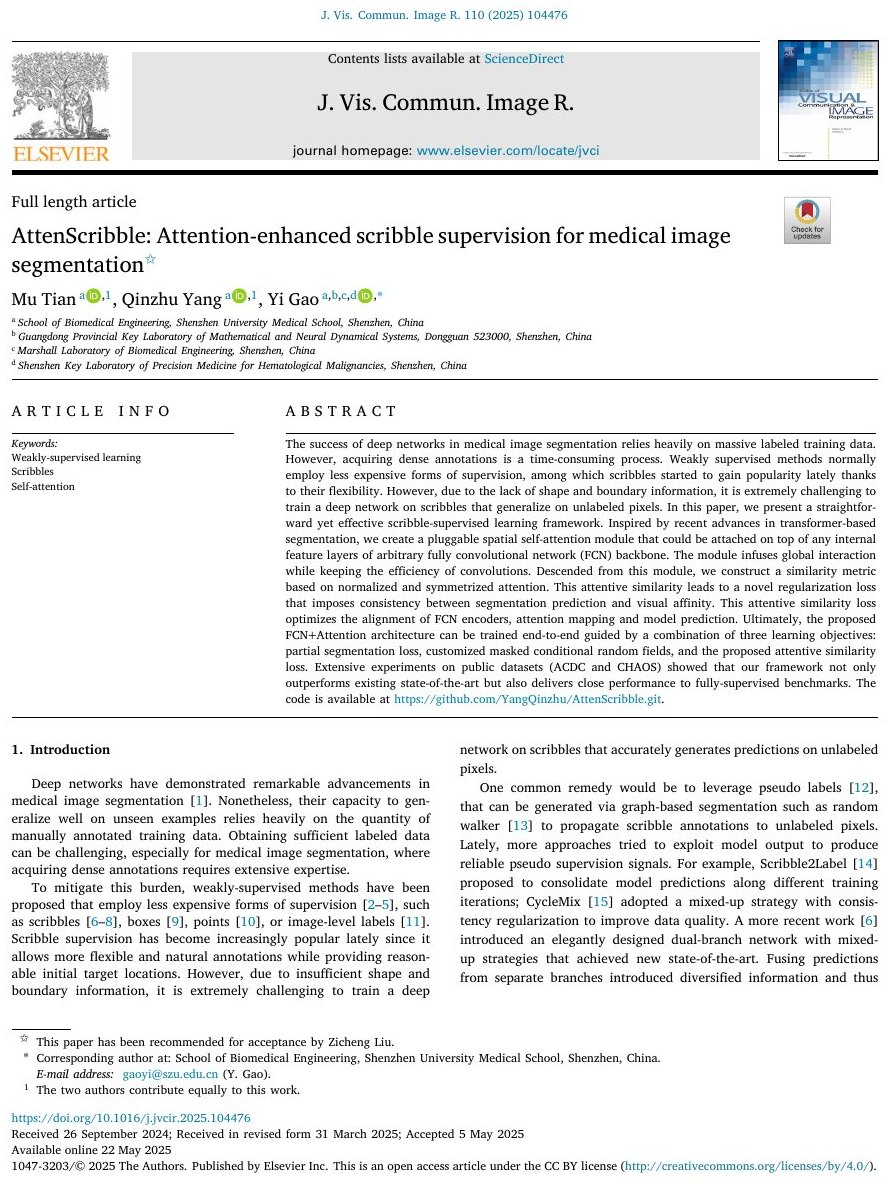 J. Vis. Commun. Image R. 110 (2025) 104476
Contents lists available at ScienceDirect
J. Vis. Commun. Image R.
journal homepage: www.elsevier.com/locate/jvci
ELSEVIER
VISUAL
Communication &
IMAGE
Representation
Full length article
Check for
updates
AttenScribble: Attention-enhanced scribble supervision for medical image
segmentation☆
Mu Tian a iD,1, Qinzhu Yang a iD,1, Yi Gao a,b,c,d iD,*
a School of Biomedical Engineering, Shenzhen University Medical School, Shenzhen, China
b Guangdong Provincial Key Laboratory of Mathematical and Neural Dynamical Systems, Dongguan 523000, Shenzhen, China
c Marshall Laboratory of Biomedical Engineering, Shenzhen, China
d Shenzhen Key Laboratory of Precision Medicine for Hematological Malignancies, Shenzhen, China
ARTICLE INFO
Keywords:
Weakly-supervised learning
Scribbles
Self-attention
ABSTRACT
The success of deep networks in medical image segmentation relies heavily on massive labeled training data.
However, acquiring dense annotations is a time-consuming process. Weakly supervised methods normally
employ less expensive forms of supervision, among which scribbles started to gain popularity lately thanks
to their flexibility. However, due to the lack of shape and boundary information, it is extremely challenging to
train a deep network on scribbles that generalize on unlabeled pixels. In this paper, we present a straightfor-
ward yet effective scribble-supervised learning framework. Inspired by recent advances in transformer-based
segmentation, we create a pluggable spatial self-attention module that could be attached on top of any internal
feature layers of arbitrary fully convolutional network (FCN) backbone. The module infuses global interaction
while keeping the efficiency of convolutions. Descended from this module, we construct a similarity metric
based on normalized and symmetrized attention. This attentive similarity leads to a novel regularization loss
that imposes consistency between segmentation prediction and visual affinity. This attentive similarity loss
optimizes the alignment of FCN encoders, attention mapping and model prediction. Ultimately, the proposed
FCN+Attention architecture can be trained end-to-end guided by a combination of three learning objectives:
partial segmentation loss, customized masked conditional random fields, and the proposed attentive similarity
loss. Extensive experiments on public datasets (ACDC and CHAOS) showed that our framework not only
outperforms existing state-of-the-art but also delivers close performance to fully-supervised benchmarks. The
code is available at https://github.com/YangQinzhu/AttenScribble.git.
1. Introduction
Deep networks have demonstrated remarkable advancements in
medical image segmentation [1]. Nonetheless, their capacity to gen-
eralize well on unseen examples relies heavily on the quantity of
manually annotated training data. Obtaining sufficient labeled data
can be challenging, especially for medical image segmentation, where
acquiring dense annotations requires extensive expertise.
To mitigate this burden, weakly-supervised methods have been
proposed that employ less expensive forms of supervision [2–5], such
as scribbles [6–8], boxes [9], points [10], or image-level labels [11].
Scribble supervision has become increasingly popular lately since it
allows more flexible and natural annotations while providing reason-
able initial target locations. However, due to insufficient shape and
boundary information, it is extremely challenging to train a deep
network on scribbles that accurately generates predictions on unlabeled
pixels.
One common remedy would be to leverage pseudo labels [12],
that can be generated via graph-based segmentation such as random
walker [13] to propagate scribble annotations to unlabeled pixels.
Lately, more approaches tried to exploit model output to produce
reliable pseudo supervision signals. For example, Scribble2Label [14]
proposed to consolidate model predictions along different training
iterations; CycleMix [15] adopted a mixed-up strategy with consis-
tency regularization to improve data quality. A more recent work [6]
introduced an elegantly designed dual-branch network with mixed-
up strategies that achieved new state-of-the-art. Fusing predictions
from separate branches introduced diversified information and thus
☆ This paper has been recommended for acceptance by Zicheng Liu.
* Corresponding author at: School of Biomedical Engineering, Shenzhen University Medical School, Shenzhen, China.
E-mail address: gaoyi@szu.edu.cn (Y. Gao).
1 The two authors contribute equally to this work.
https://doi.org/10.1016/j.jvcir.2025.104476
Received 26 September 2024; Received in revised form 31 March 2025; Accepted 5 May 2025
Available online 22 May 2025
1047-3203/© 2025 The Authors. Published by Elsevier Inc. This is an open access article under the CC BY license (http://creativecommons.org/licenses/by/4.0/).